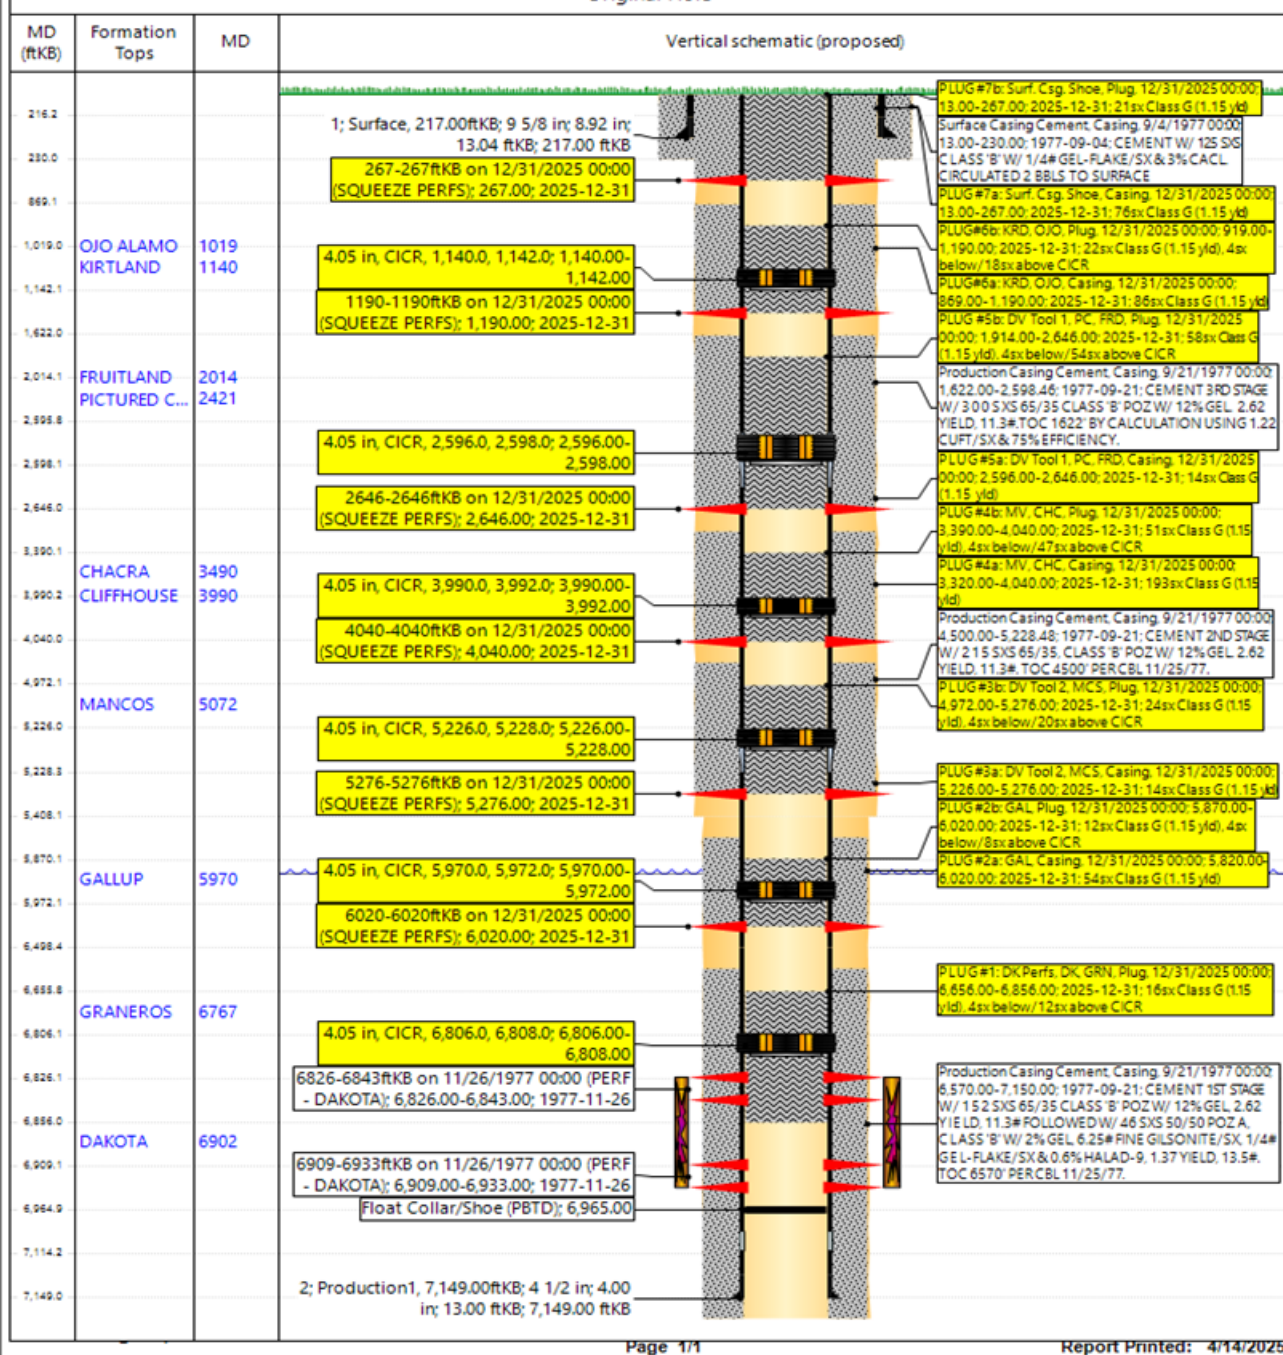 MD
(ftKB)
Formation
Tops
MD
Vertical schematic (proposed)
216.2
230.0
869.1
1,019.0
1,142.1
1,622.0
2,014.1
2,595.8
2,598.1
2,646.0
3,390.1
3,990.2
4,040.0
4,972.1
5,226.0
5,228.3
5,408.1
5,870.1
5,972.1
6,498.4
6,655.8
6,806.1
6,826.1
6,856.0
6,909.1
6,964.9
7,114.2
7,149.0
OJO ALAMO 1019
KIRTLAND 1140
FRUITLAND 2014
PICTURED C... 2421
CHACRA 3490
CLIFFHOUSE 3990
MANCOS 5072
GALLUP 5970
GRANEROS 6767
DAKOTA 6902
1; Surface, 217.00ftKB; 9 5/8 in; 8.92 in;
13.04 ftKB; 217.00 ftKB
267-267ftKB on 12/31/2025 00:00
(SQUEEZE PERFS); 267.00; 2025-12-31
4.05 in, CICR, 1,140.0, 1,142.0; 1,140.00-
1,142.00
1190-1190ftKB on 12/31/2025 00:00
(SQUEEZE PERFS); 1,190.00; 2025-12-31
4.05 in, CICR, 2,596.0, 2,598.0; 2,596.00-
2,598.00
2646-2646ftKB on 12/31/2025 00:00
(SQUEEZE PERFS); 2,646.00; 2025-12-31
4.05 in, CICR, 3,990.0, 3,992.0; 3,990.00-
3,992.00
4040-4040ftKB on 12/31/2025 00:00
(SQUEEZE PERFS); 4,040.00; 2025-12-31
4.05 in, CICR, 5,226.0, 5,228.0; 5,226.00-
5,228.00
5276-5276ftKB on 12/31/2025 00:00
(SQUEEZE PERFS); 5,276.00; 2025-12-31
4.05 in, CICR, 5,970.0, 5,972.0; 5,970.00-
5,972.00
6020-6020ftKB on 12/31/2025 00:00
(SQUEEZE PERFS); 6,020.00; 2025-12-31
4.05 in, CICR, 6,806.0, 6,808.0; 6,806.00-
6,808.00
6826-6843ftKB on 11/26/1977 00:00 (PERF
- DAKOTA); 6,826.00-6,843.00; 1977-11-26
6909-6933ftKB on 11/26/1977 00:00 (PERF
- DAKOTA); 6,909.00-6,933.00; 1977-11-26
Float Collar/Shoe (PBTD); 6,965.00
2; Production1, 7,149.00ftKB; 4 1/2 in; 4.00
in; 13.00 ftKB; 7,149.00 ftKB
PLUG #7b: Surf. Csg. Shoe, Plug, 12/31/2025 00:00;
13.00-267.00; 2025-12-31; 21sx Class G (1.15 yld)
Surface Casing Cement, Casing, 9/4/1977 00:00;
13.00-230.00; 1977-09-04; CEMENT W/ 125 SXS
CLASS 'B' W/ 1/4# GEL-FLAKE/SX & 3% CACL.
CIRCULATED 2 BBLS TO SURFACE
PLUG #7a: Surf. Csg. Shoe, Casing, 12/31/2025 00:00;
13.00-267.00; 2025-12-31; 76sx Class G (1.15 yld)
PLUG#6b: KRD, OJO, Plug, 12/31/2025 00:00; 919.00-
1,190.00; 2025-12-31; 22sx Class G (1.15 yld), 4sx
below/18sx above CICR
PLUG#6a: KRD, OJO, Casing, 12/31/2025 00:00;
869.00-1,190.00; 2025-12-31; 86sx Class G (1.15 yld)
PLUG #5b: DV Tool 1, PC, FRD, Plug, 12/31/2025
00:00; 1,914.00-2,646.00; 2025-12-31; 58sx Class G
(1.15 yld), 4sx below/54sx above CICR
Production Casing Cement, Casing, 9/21/1977 00:00;
1,622.00-2,598.46; 1977-09-21; CEMENT 3RD STAGE
W/ 300 SXS 65/35 CLASS 'B' POZ W/ 12% GEL. 2.62
YIELD, 11.3#. TOC 1622' BY CALCULATION USING 1.22
CUFT/SX & 75% EFFICIENCY.
PLUG #5a: DV Tool 1, PC, FRD, Casing, 12/31/2025
00:00; 2,596.00-2,646.00; 2025-12-31; 14sx Class G
(1.15 yld)
PLUG #4b: MV, CHC, Plug, 12/31/2025 00:00;
3,390.00-4,040.00; 2025-12-31; 51sx Class G (1.15
yld), 4sx below/47sx above CICR
PLUG #4a: MV, CHC, Casing, 12/31/2025 00:00;
3,320.00-4,040.00; 2025-12-31; 193sx Class G (1.15
yld)
Production Casing Cement, Casing, 9/21/1977 00:00;
4,500.00-5,228.48; 1977-09-21; CEMENT 2ND STAGE
W/ 215 SXS 65/35, CLASS 'B' POZ W/ 12% GEL. 2.62
YIELD, 11.3#. TOC 4500' PER CBL 11/25/77.
PLUG #3b: DV Tool 2, MCS, Plug, 12/31/2025 00:00;
4,972.00-5,276.00; 2025-12-31; 24sx Class G (1.15
yld), 4sx below/20sx above CICR
PLUG #3a: DV Tool 2, MCS, Casing, 12/31/2025 00:00;
5,226.00-5,276.00; 2025-12-31; 14sx Class G (1.15 yld)
PLUG #2b: GAL, Plug, 12/31/2025 00:00; 5,870.00-
6,020.00; 2025-12-31; 12sx Class G (1.15 yld), 4sx
below/8sx above CICR
PLUG #2a: GAL, Casing, 12/31/2025 00:00; 5,820.00-
6,020.00; 2025-12-31; 54sx Class G (1.15 yld)
PLUG #1: DK Perfs, DK, GRN, Plug, 12/31/2025 00:00;
6,656.00-6,856.00; 2025-12-31; 16sx Class G (1.15
yld), 4sx below/12sx above CICR
Production Casing Cement, Casing, 9/21/1977 00:00;
6,570.00-7,150.00; 1977-09-21; CEMENT 1ST STAGE
W/ 152 SXS 65/35 CLASS 'B' POZ W/ 12% GEL, 2.62
YIELD, 11.3# FOLLOWED W/ 46 SXS 50/50 POZ A,
CLASS 'B' W/ 2% GEL, 6.25# FINE GILSONITE/SX, 1/4#
GEL-FLAKE/SX & 0.6% HALAD-9, 1.37 YIELD, 13.5#.
TOC 6570' PER CBL 11/25/77.
Page 1/1
Report Printed: 4/14/2025